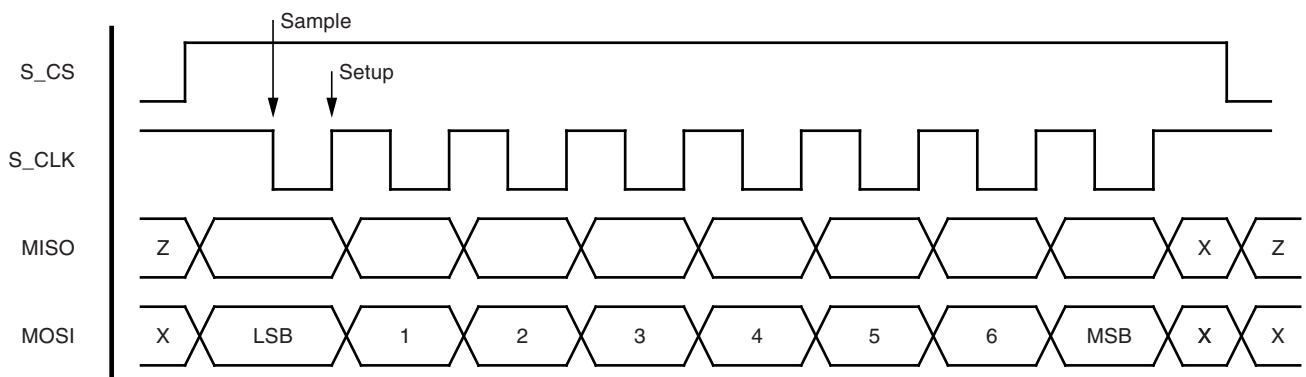 Sample
S_CS
Setup
S_CLK
MISO Z X Z
MOSI X LSB 1 2 3 4 5 6 MSB X X